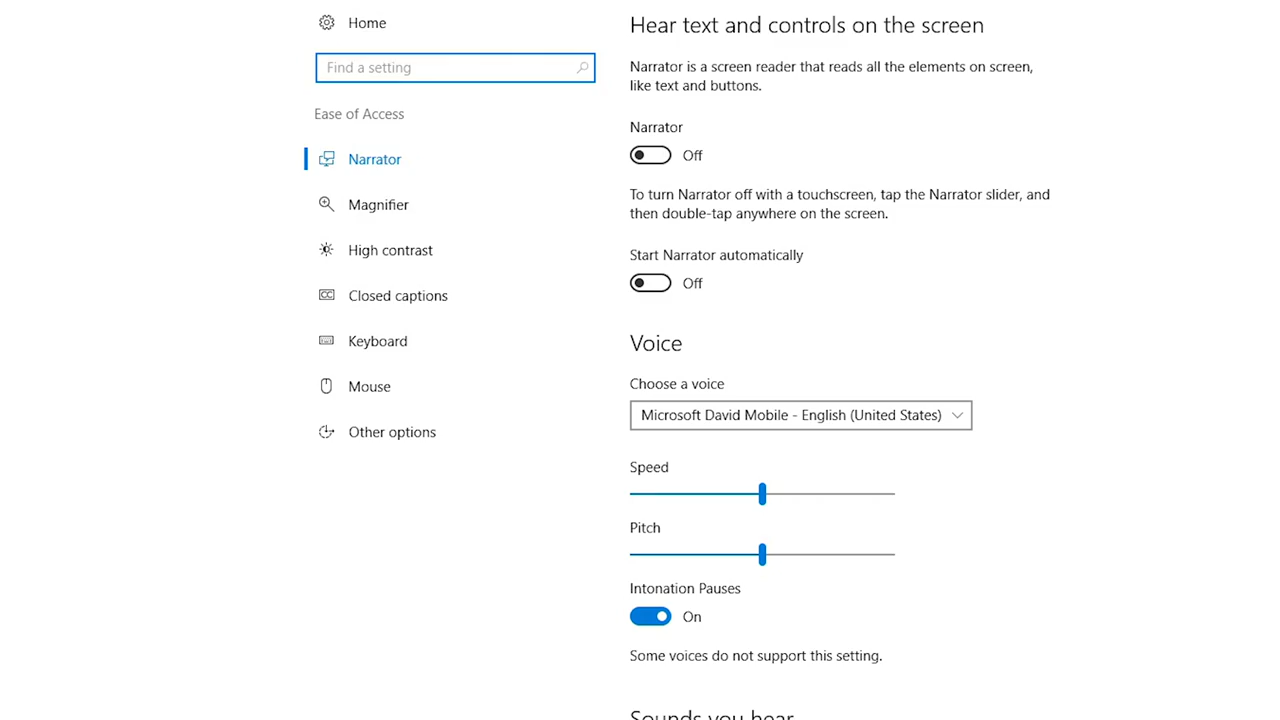 Home
Find a setting
Ease of Access
Narrator
Magnifier
High contrast
Closed captions
Keyboard
Mouse
Other options
Hear text and controls on the screen
Narrator is a screen reader that reads all the elements on screen,
like text and buttons.
Narrator
Off
To turn Narrator off with a touchscreen, tap the Narrator slider, and
then double-tap anywhere on the screen.
Start Narrator automatically
Off
Voice
Choose a voice
Microsoft David Mobile - English (United States)
Speed
Pitch
Intonation Pauses
On
Some voices do not support this setting.
Sounds you hear